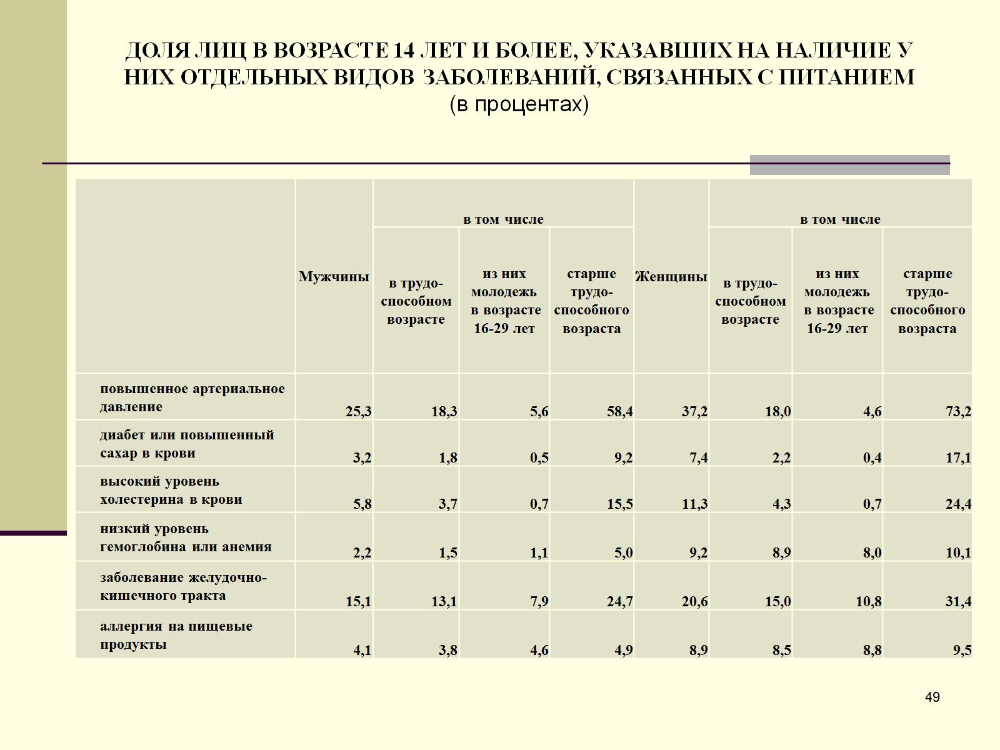 ДОЛЯ ЛИЦ В ВОЗРАСТЕ 14 ЛЕТ И БОЛЕЕ, УКАЗАВШИХ НА НАЛИЧИЕ У
НИХ ОТДЕЛЬНЫХ ВИДОВ ЗАБОЛЕВАНИЙ, СВЯЗАННЫХ С ПИТАНИЕМ
(в процентах)
Мужчины
в том числе
Женщины
в том числе
в трудо-
способном
возрасте
из них
молодежь
в возрасте
16-29 лет
старше
трудо-
способного
возраста
в трудо-
способном
возрасте
из них
молодежь
в возрасте
16-29 лет
старше
трудо-
способного
возраста
повышенное артериальное
давление 25,3 18,3 5,6 58,4 37,2 18,0 4,6 73,2
диабет или повышенный
сахар в крови 3,2 1,8 0,5 9,2 7,4 2,2 0,4 17,1
высокий уровень
холестерина в крови 5,8 3,7 0,7 15,5 11,3 4,3 0,7 24,4
низкий уровень
гемоглобина или анемия 2,2 1,5 1,1 5,0 9,2 8,9 8,0 10,1
заболевание желудочно-
кишечного тракта 15,1 13,1 7,9 24,7 20,6 15,0 10,8 31,4
аллергия на пищевые
продукты 4,1 3,8 4,6 4,9 8,9 8,5 8,8 9,5
49